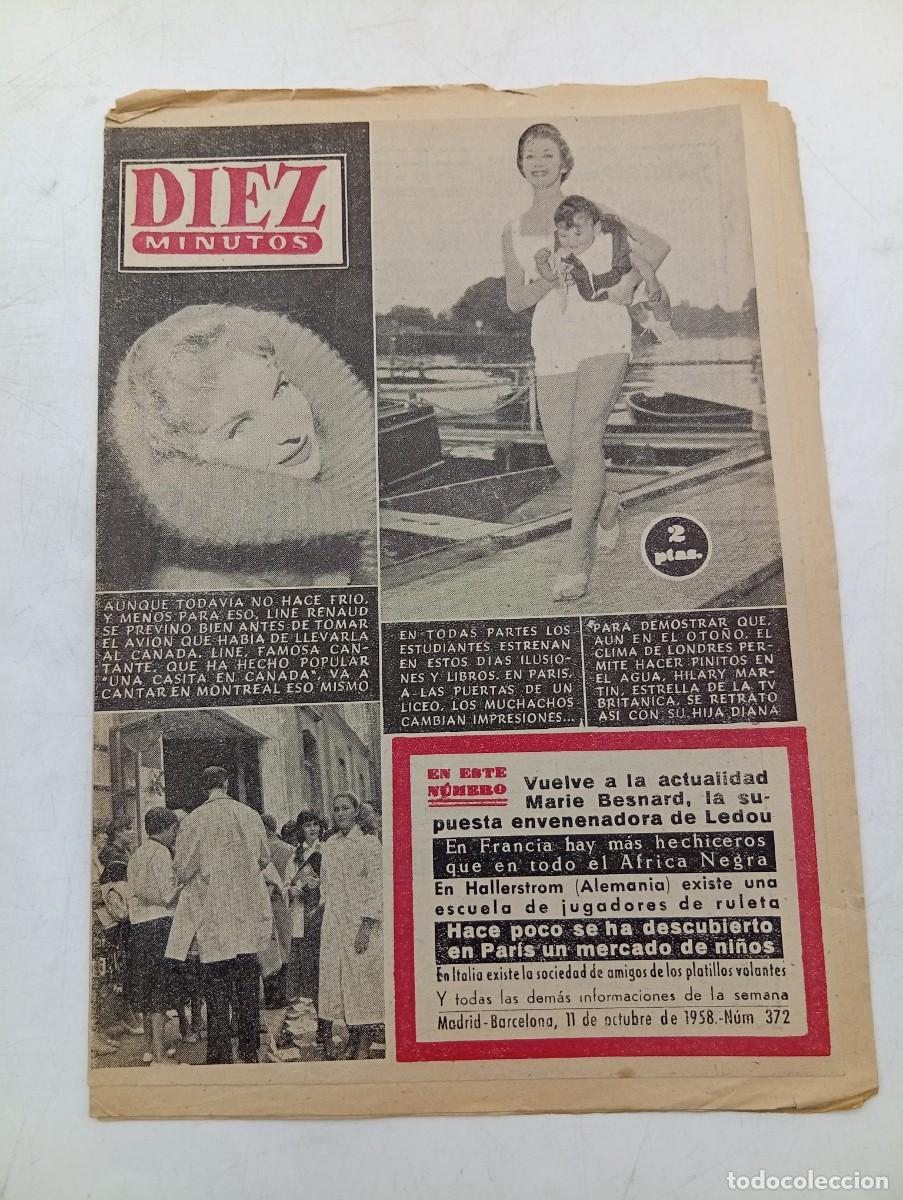 DIEZ
MINUTOS
2
ptas.
AUNQUE TODAVIA NO HACE FRIO,
Y MENOS PARA ESO, LINE RENAUD
SE PREVINO BIEN ANTES DE TOMAR
EL AVION QUE HABIA DE LLEVARLA
AL CANADA. LINE, FAMOSA CAN-
TANTE, QUE HA HECHO POPULAR
"UNA CASITA EN CANADA", VA A
CANTAR EN MONTREAL ESO MISMO
EN TODAS PARTES LOS
ESTUDIANTES ESTRENAN
EN ESTOS DIAS ILUSIO-
NES Y LIBROS. EN PARIS,
A LAS PUERTAS DE UN
LICEO, LOS MUCHACHOS
CAMBIAN IMPRESIONES...
PARA DEMOSTRAR QUE,
AUN EN EL OTOÑO, EL
CLIMA DE LONDRES PER-
MITE HACER PINITOS EN
EL AGUA, HILARY MAR-
TIN, ESTRELLA DE LA TV
BRITANICA, SE RETRATO
ASI CON SU HIJA DIANA
EN ESTE
NÚMERO
Vuelve a la actualidad
Marie Besnard, la su-
puesta envenenadora de Ledou
En Francia hay más hechiceros
que en todo el Africa Negra
En Hallerstrom (Alemania) existe una
escuela de jugadores de ruleta
Hace poco se ha descubierto
en París un mercado de niños
En Italia existe la sociedad de amigos de los platillos volantes
Y todas las demás informaciones de la semana
Madrid-Barcelona, 11 de octubre de 1958.-Núm 372
todocoleccion